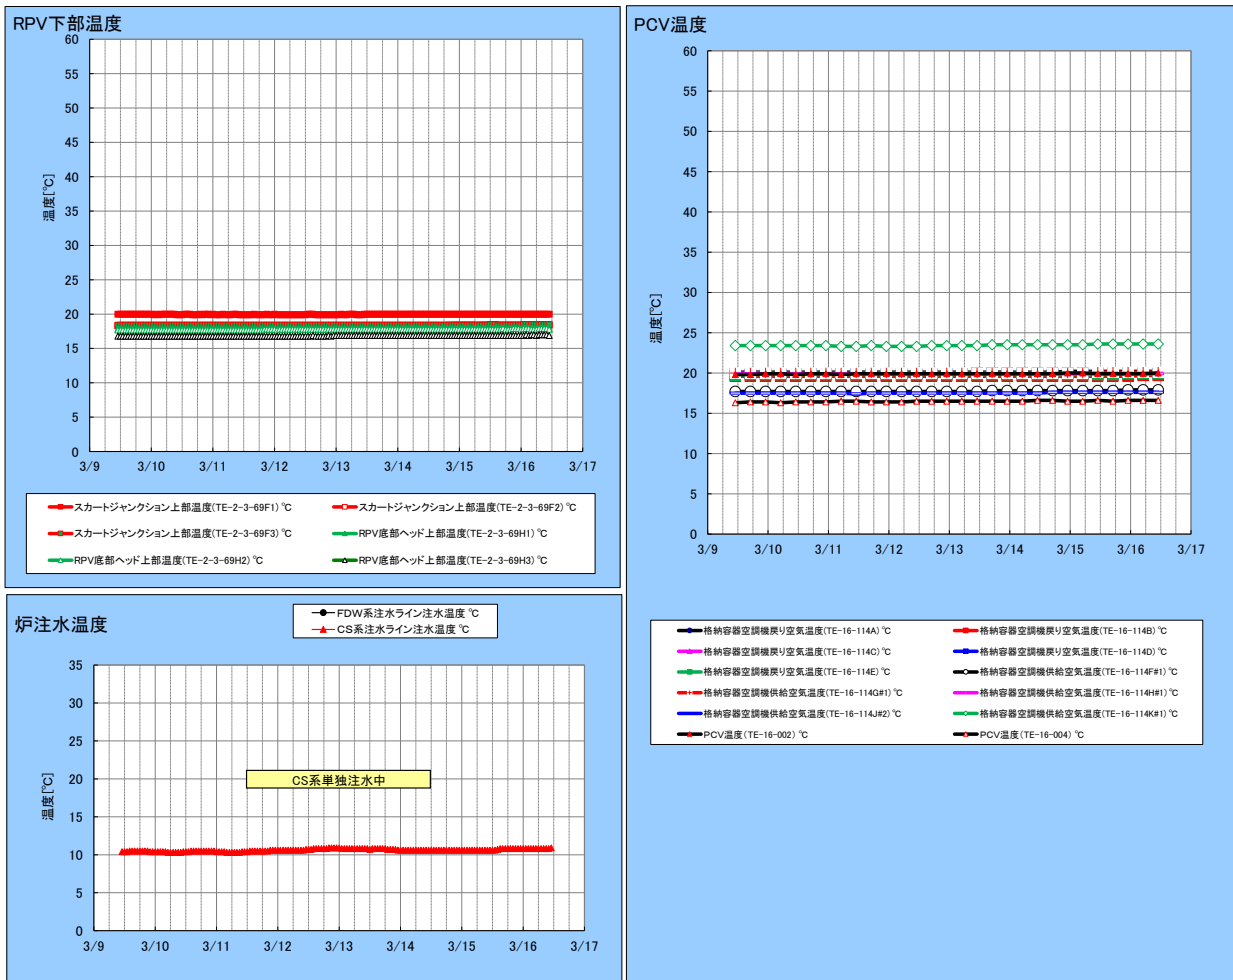 RPV下部温度
60
55
50
45
40
35
30
25
20
15
10
5
0
温度[℃]
3/9 3/10 3/11 3/12 3/13 3/14 3/15 3/16 3/17
スカートジャンクション上部温度(TE-2-3-69F1) ℃ スカートジャンクション上部温度(TE-2-3-69F2) ℃
スカートジャンクション上部温度(TE-2-3-69F3) ℃ RPV底部ヘッド上部温度(TE-2-3-69H1) ℃
RPV底部ヘッド上部温度(TE-2-3-69H2) ℃ RPV底部ヘッド上部温度(TE-2-3-69H3) ℃
炉注水温度
FDW系注水ライン注水温度 ℃
CS系注水ライン注水温度 ℃
35
30
25
20
15
10
5
0
温度[℃]
CS系単独注水中
3/9 3/10 3/11 3/12 3/13 3/14 3/15 3/16 3/17
PCV温度
60
55
50
45
40
35
30
25
20
15
10
5
0
温度[℃]
3/9 3/10 3/11 3/12 3/13 3/14 3/15 3/16 3/17
格納容器空調機戻り空気温度(TE-16-114A) ℃ 格納容器空調機戻り空気温度(TE-16-114B) ℃
格納容器空調機戻り空気温度(TE-16-114C) ℃ 格納容器空調機戻り空気温度(TE-16-114D) ℃
格納容器空調機戻り空気温度(TE-16-114E) ℃ 格納容器空調機供給空気温度(TE-16-114F#1) ℃
格納容器空調機供給空気温度(TE-16-114G#1) ℃ 格納容器空調機供給空気温度(TE-16-114H#1) ℃
格納容器空調機供給空気温度(TE-16-114J#2) ℃ 格納容器空調機供給空気温度(TE-16-114K#1) ℃
PCV温度(TE-16-002) ℃ PCV温度(TE-16-004) ℃